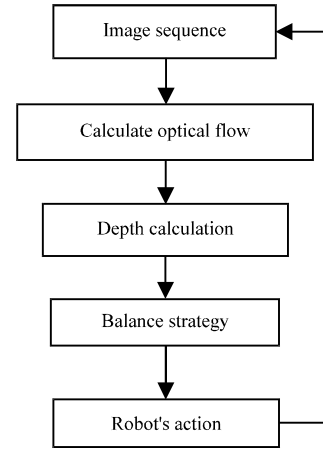 Image sequence
Calculate optical flow
Depth calculation
Balance strategy
Robot's action